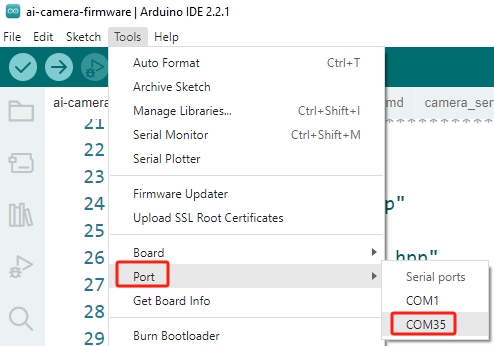 ai-camera-firmware | Arduino IDE 2.2.1
File Edit Sketch Tools Help
Auto Format Ctrl+T
Archive Sketch
Manage Libraries... Ctrl+Shift+I
Serial Monitor Ctrl+Shift+M
Serial Plotter
Firmware Updater
Upload SSL Root Certificates
Board
Port
Get Board Info
Burn Bootloader
Serial ports
COM1
COM35
ai-camera
md camera_ser
21
22
23
24
25 p"
26 hpp"
27
28
29